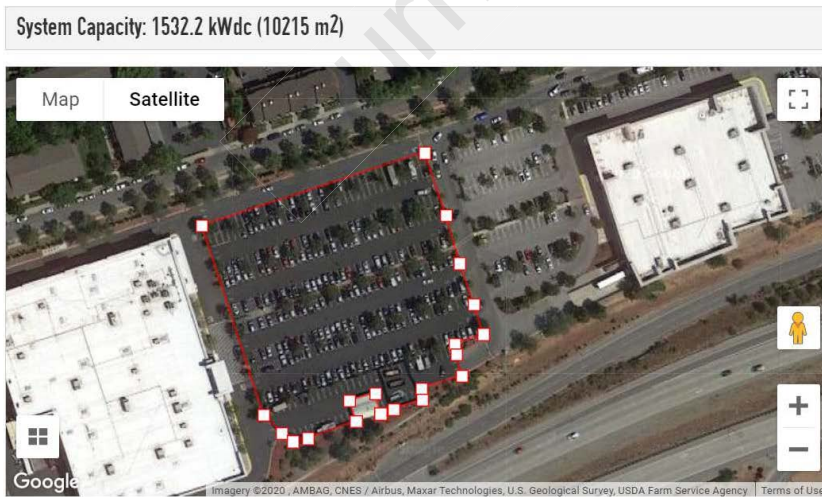 System Capacity: 1532.2 kWdc (10215 m2)
Map Satellite
Google
Imagery ©2020 , AMBAG, CNES / Airbus, Maxar Technologies, U.S. Geological Survey, USDA Farm Service Agency Terms of Use